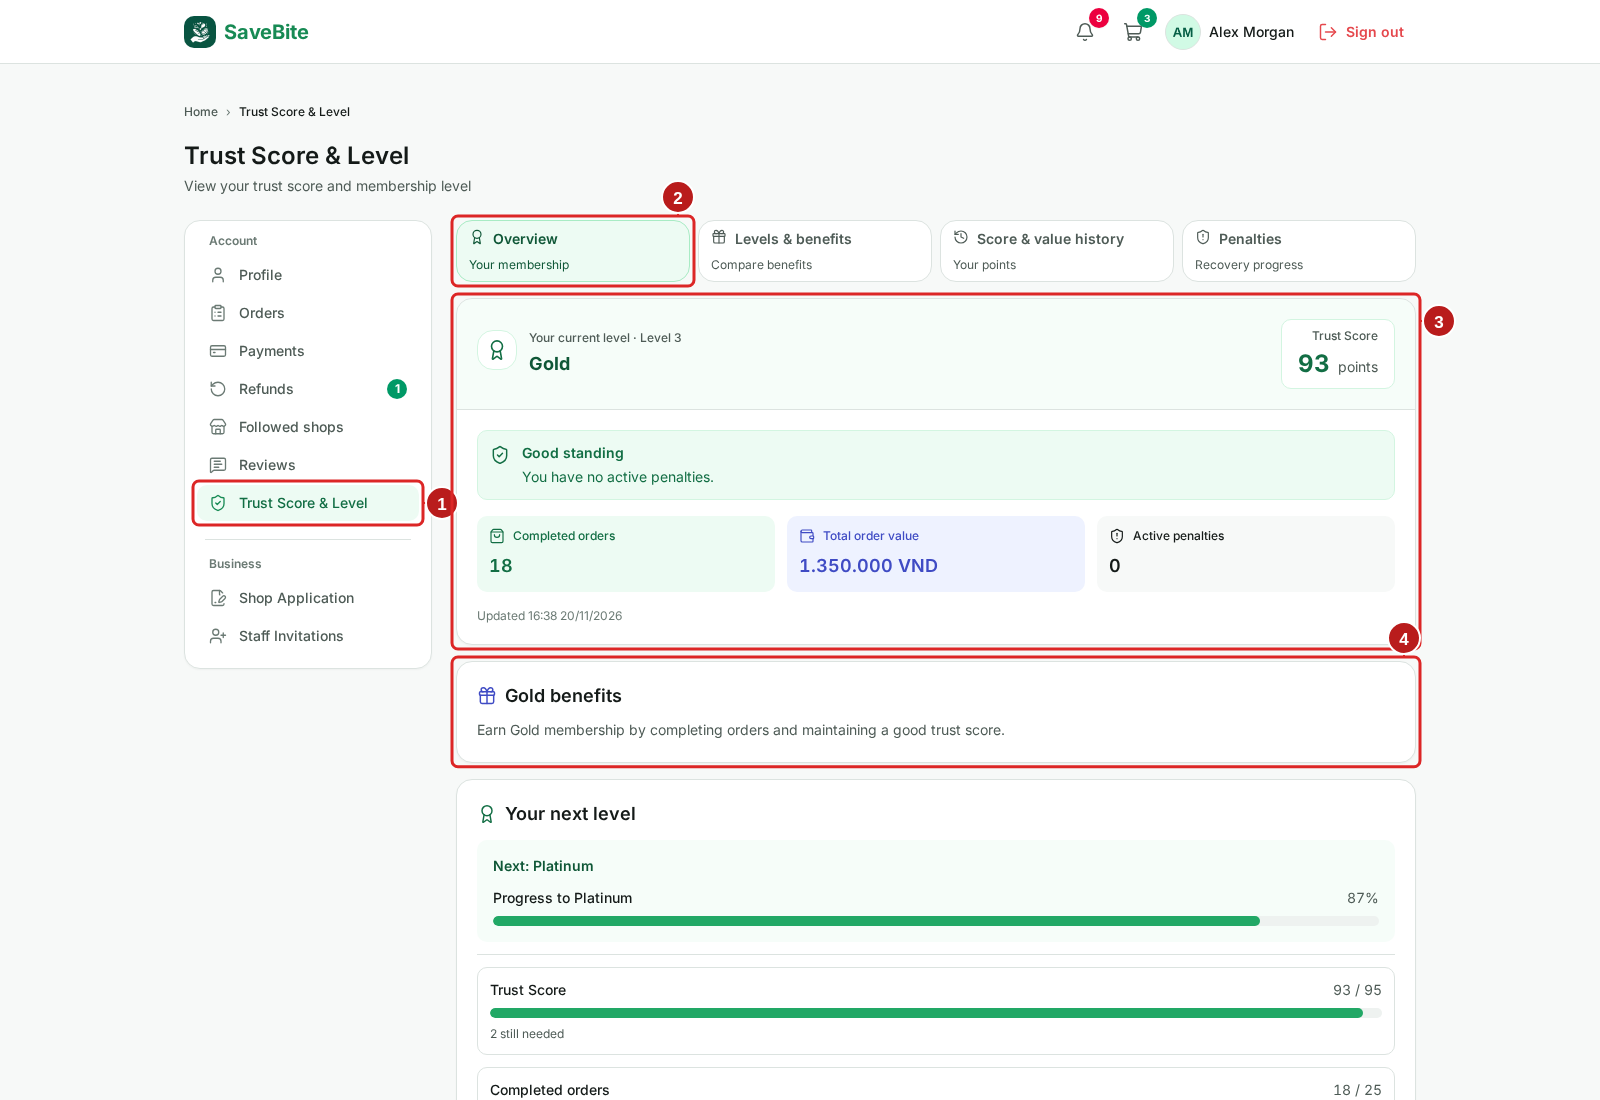 SaveBite
9
3
AM
Alex Morgan
Sign out
Home › Trust Score & Level
Trust Score & Level
View your trust score and membership level
Account
Profile
Orders
Payments
Refunds
1
Followed shops
Reviews
Trust Score & Level
1
Business
Shop Application
Staff Invitations
2
Overview
Your membership
Levels & benefits
Compare benefits
Score & value history
Your points
Penalties
Recovery progress
3
Your current level · Level 3
Gold
Trust Score
93 points
Good standing
You have no active penalties.
Completed orders
18
Total order value
1.350.000 VND
Active penalties
0
Updated 16:38 20/11/2026
4
Gold benefits
Earn Gold membership by completing orders and maintaining a good trust score.
Your next level
Next: Platinum
Progress to Platinum
87%
Trust Score
93 / 95
2 still needed
Completed orders
18 / 25